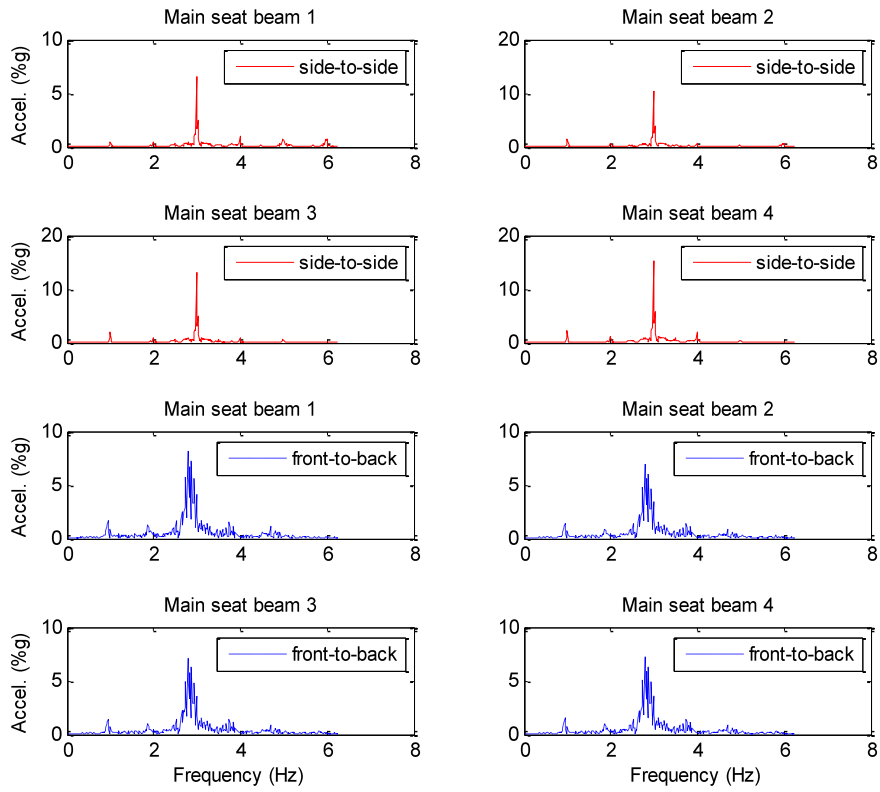 Main seat beam 1
Main seat beam 2
10
5
0
Accel. (%g)
side-to-side
0 2 4 6 8
20
10
0
side-to-side
0 2 4 6 8
Main seat beam 3
Main seat beam 4
20
10
0
Accel. (%g)
side-to-side
0 2 4 6 8
20
10
0
side-to-side
0 2 4 6 8
Main seat beam 1
Main seat beam 2
10
5
0
Accel. (%g)
front-to-back
0 2 4 6 8
10
5
0
front-to-back
0 2 4 6 8
Main seat beam 3
Main seat beam 4
10
5
0
Accel. (%g)
front-to-back
0 2 4 6 8
Frequency (Hz)
10
5
0
front-to-back
0 2 4 6 8
Frequency (Hz)